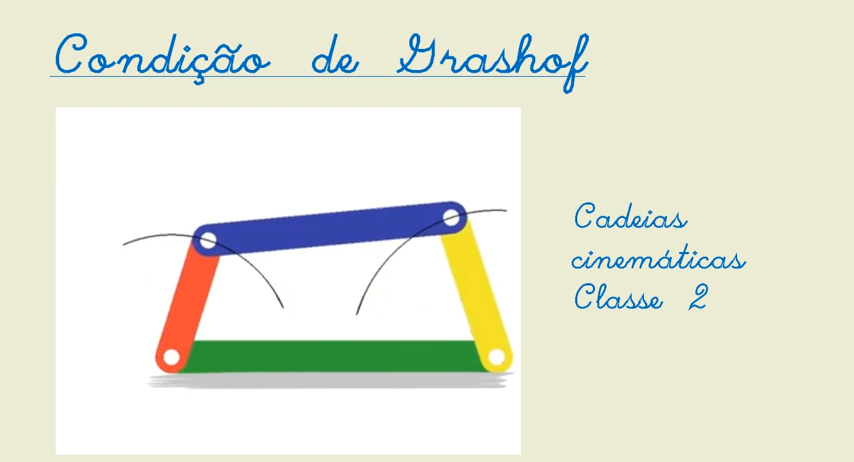 Condição de Grashof
Cadeias
cinemáticas
Classe 2